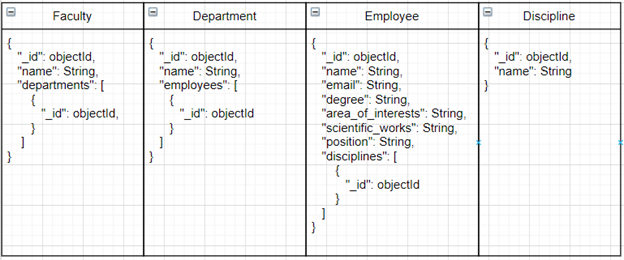 Faculty
{
"_id": objectId,
"name": String,
"departments": [
{
"_id": objectId,
}
]
}
Department
{
"_id": objectId,
"name": String,
"employees": [
{
"_id": objectId
}
]
}
Employee
{
"_id": objectId,
"name": String,
"email": String,
"degree": String,
"area_of_interests": String,
"scientific_works": String,
"position": String,
"disciplines": [
{
"_id": objectId
}
]
}
Discipline
{
"_id": objectId,
"name": String
}